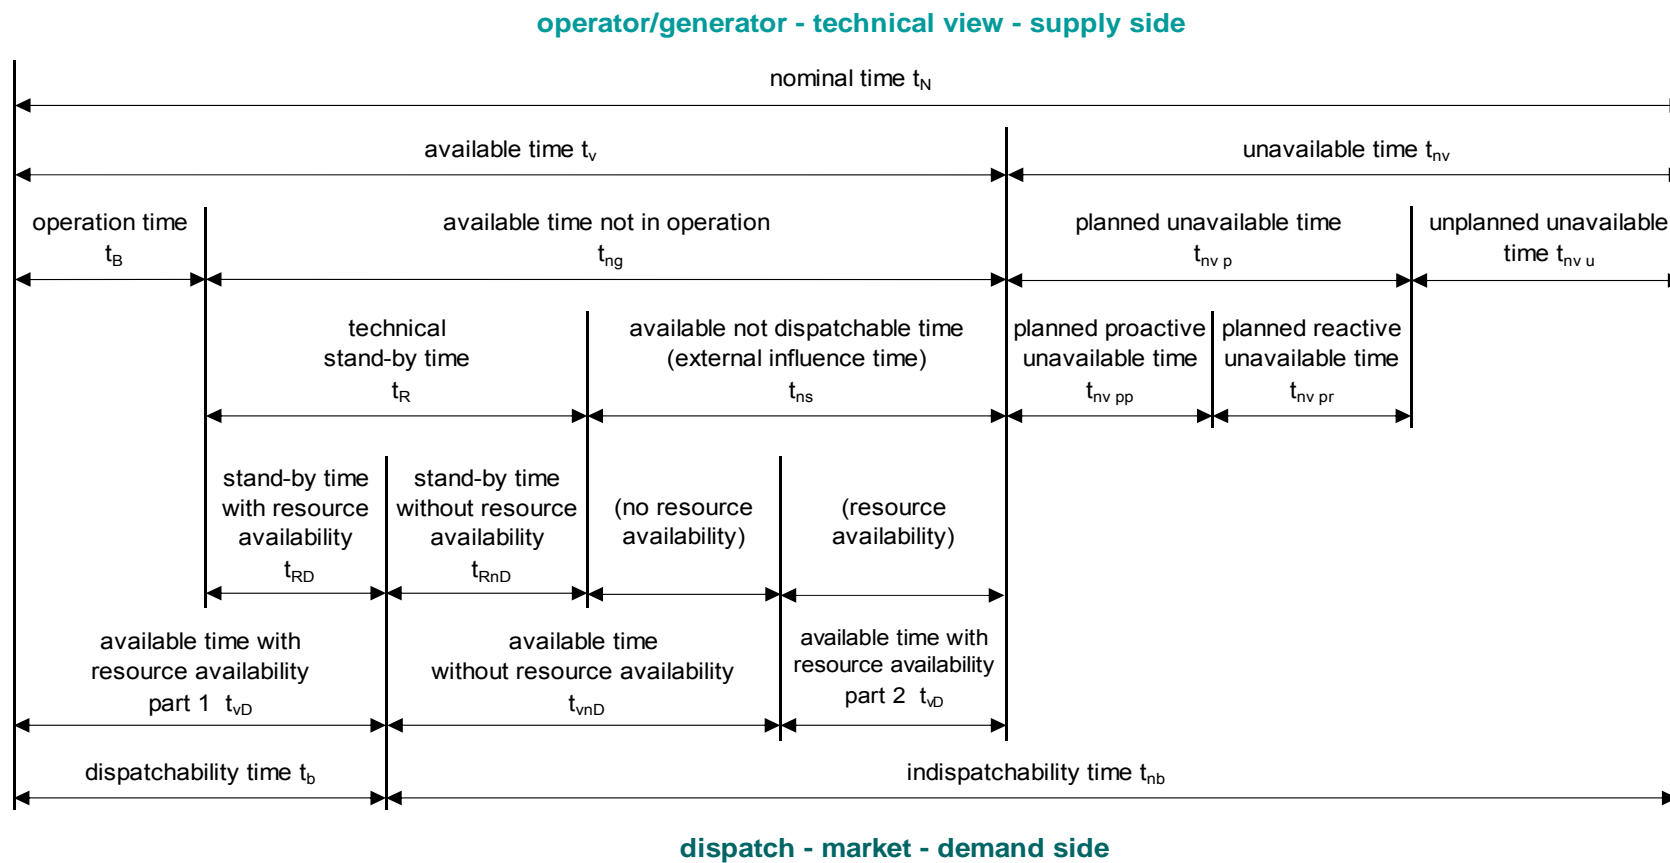 operator/generator - technical view - supply side
nominal time tN
available time tv
unavailable time tnv
operation time
tB
available time not in operation
tng
planned unavailable time
tnv p
unplanned unavailable
time tnv u
technical
stand-by time
tR
available not dispatchable time
(external influence time)
tns
planned proactive
unavailable time
tnv pp
planned reactive
unavailable time
tnv pr
stand-by time
with resource
availability
tRD
stand-by time
without resource
availability
tRnD
(no resource
availability)
(resource
availability)
available time with
resource availability
part 1 tvD
available time
without resource availability
tvnD
available time with
resource availability
part 2 tvD
dispatchability time tb
indispatchability time tnb
dispatch - market - demand side